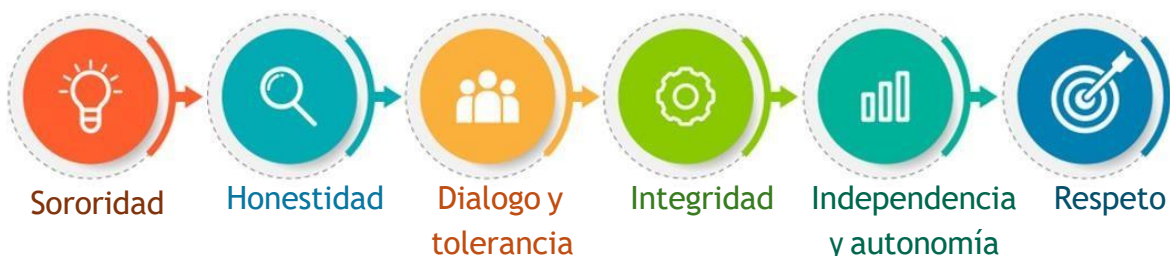 Sororidad
Honestidad
Dialogo y
tolerancia
Integridad
Independencia
y autonomía
Respeto